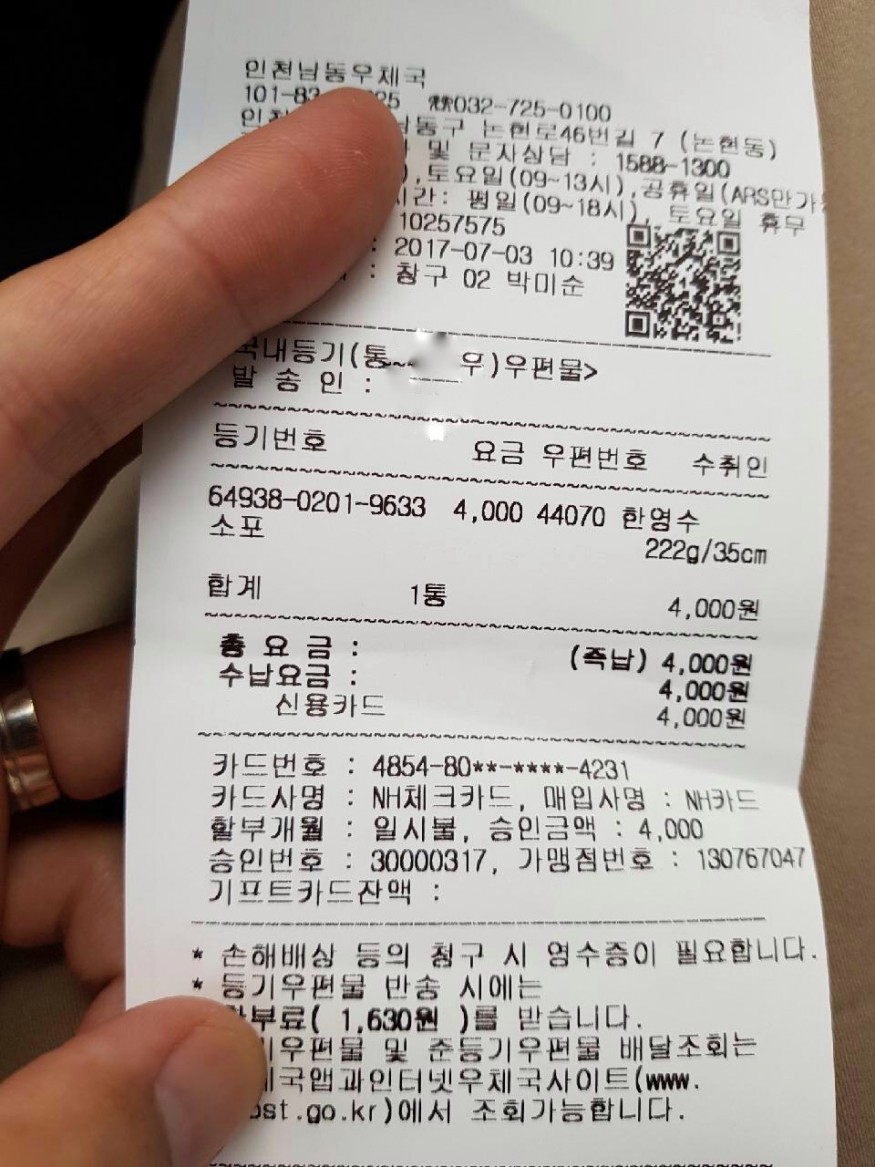 인천남동우체국
101-83 25 ☎032-725-0100
남동구 논현로46번길 7 (논현동)
및 문자상담 : 1588-1300
),토요일(09~13시),공휴일(ARS만가
시간: 평일(09~18시), 토요일 휴무
10257575
: 2017-07-03 10:39
: 창구 02 박미순
국내등기(통 우)우편물>
발 송 인 :
등기번호 요금 우편번호 수취인
64938-0201-9633 4,000 44070 한영수
소포 222g/35cm
합계 1통 4,000원
총 요 금 : (즉납) 4,000원
수납요금 : 4,000원
신용카드 4,000원
카드번호 : 4854-80**-****-4231
카드사명 : NH체크카드, 매입사명 : NH카드
할부개월 : 일시불, 승인금액 : 4,000
승인번호 : 30000317, 가맹점번호 : 130767047
기프트카드잔액 :
* 손해배상 등의 청구 시 영수증이 필요합니다.
* 등기우편물 반송 시에는
부료( 1,630원 )를 받습니다.
우편물 및 준등기우편물 배달조회는
국앱과인터넷우체국사이트(www.
ost.go.kr)에서 조회가능합니다.